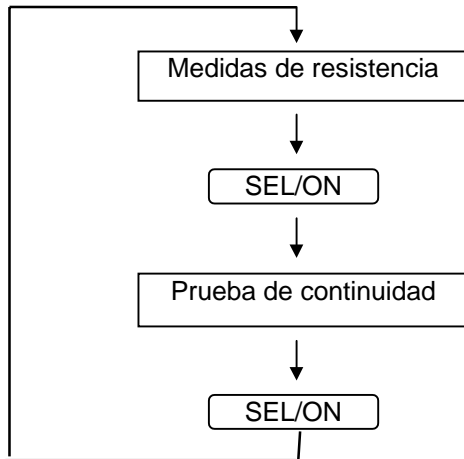 Medidas de resistencia
SEL/ON
Prueba de continuidad
SEL/ON